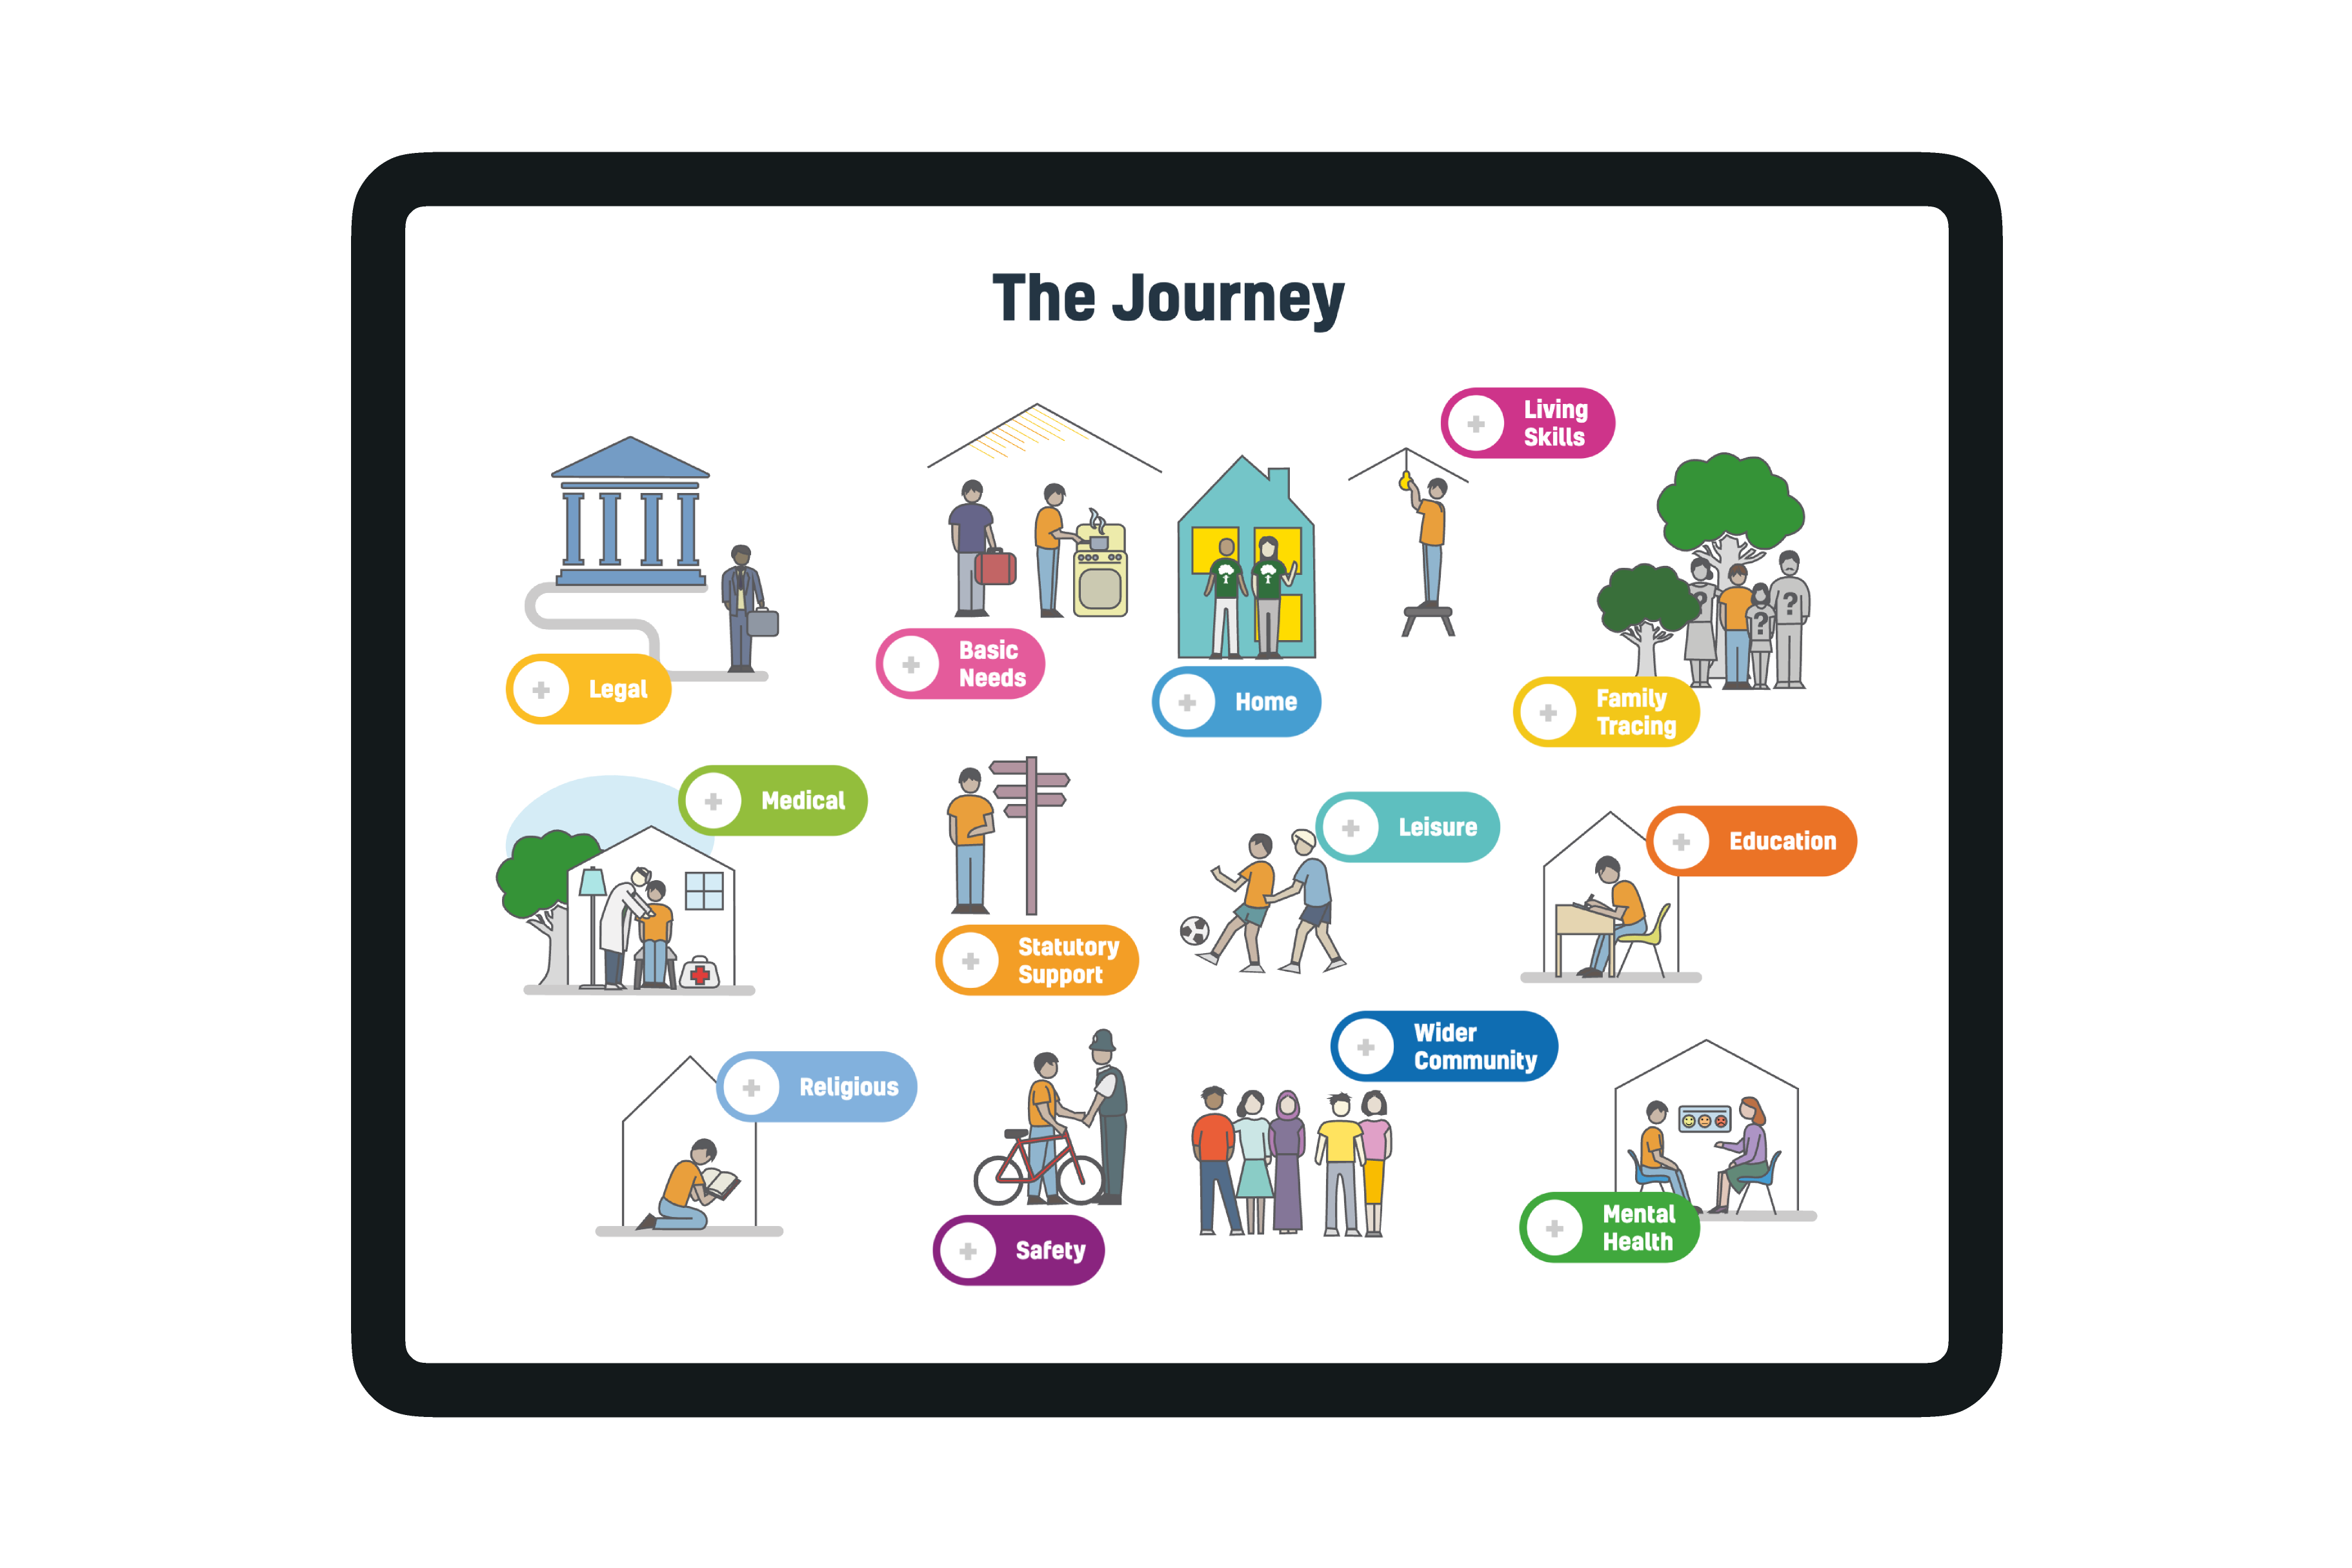 The Journey
Living
Skills
Basic
Needs
Legal
Home
Family
Tracing
?
?
?
Medical
Leisure
Education
Statutory
Support
Wider
Community
Religious
Safety
Mental
Health